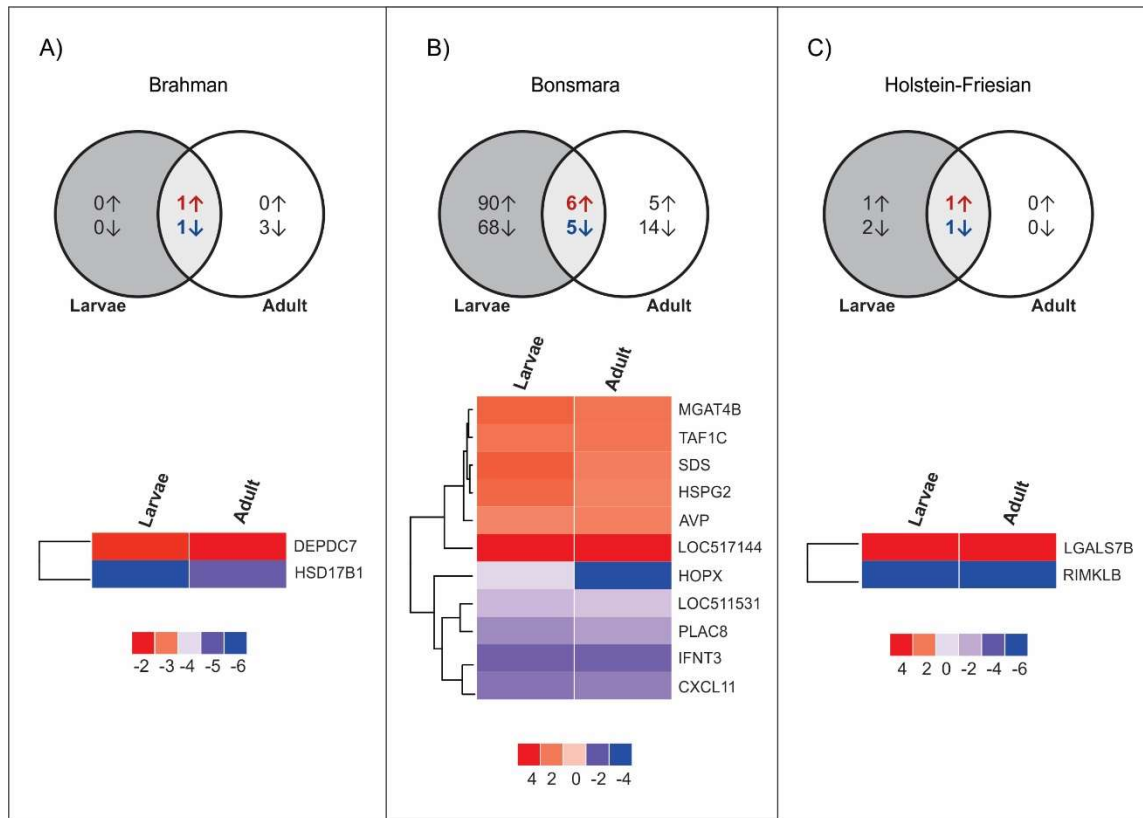 A)
Brahman
0↑ 1↑ 0↑
0↓ 1↓ 3↓
Larvae Adult
Larvae Adult
DEPDC7
HSD17B1
-2 -3 -4 -5 -6
B)
Bonsmara
90↑ 6↑ 5↑
68↓ 5↓ 14↓
Larvae Adult
Larvae Adult
MGAT4B
TAF1C
SDS
HSPG2
AVP
LOC517144
HOPX
LOC511531
PLAC8
IFNT3
CXCL11
4 2 0 -2 -4
C)
Holstein-Friesian
1↑ 1↑ 0↑
2↓ 1↓ 0↓
Larvae Adult
Larvae Adult
LGALS7B
RIMKLB
4 2 0 -2 -4 -6